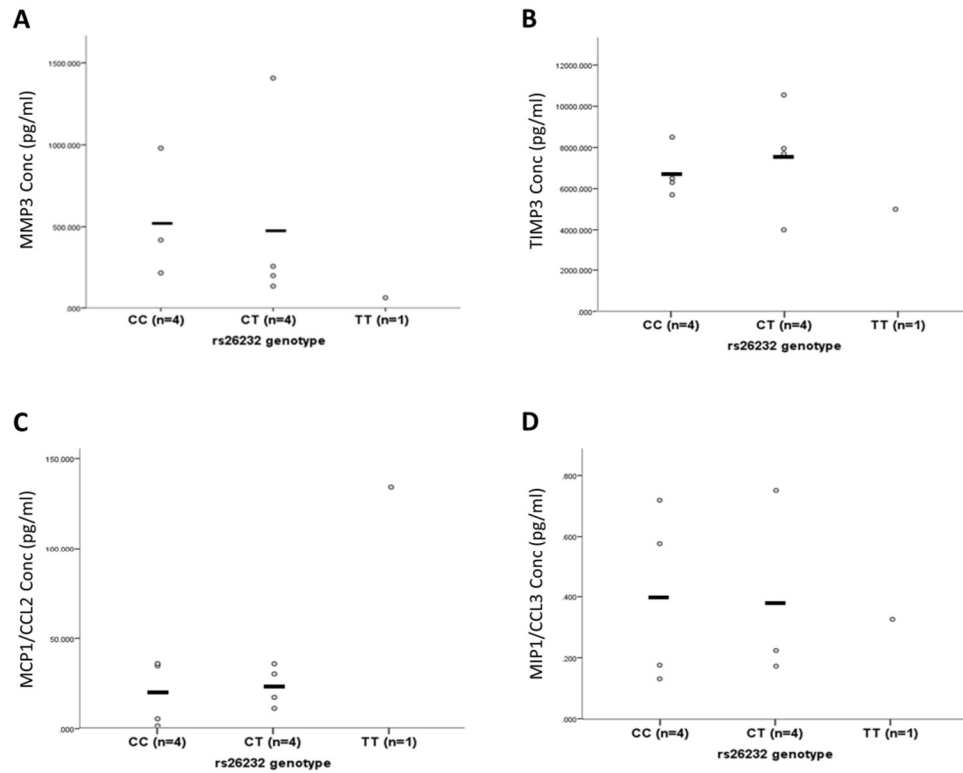 A
MMP3 Conc (pg/ml)
1500.000
1000.000
500.000
.000
CC (n=4) CT (n=4) TT (n=1)
rs26232 genotype
B
TIMP3 Conc (pg/ml)
12000.000
10000.000
8000.000
6000.000
4000.000
2000.000
.000
CC (n=4) CT (n=4) TT (n=1)
rs26232 genotype
C
MCP1/CCL2 Conc (pg/ml)
150.000
100.000
50.000
.000
CC (n=4) CT (n=4) TT (n=1)
rs26232 genotype
D
MIP1/CCL3 Conc (pg/ml)
.800
.600
.400
.200
.000
CC (n=4) CT (n=4) TT (n=1)
rs26232 genotype